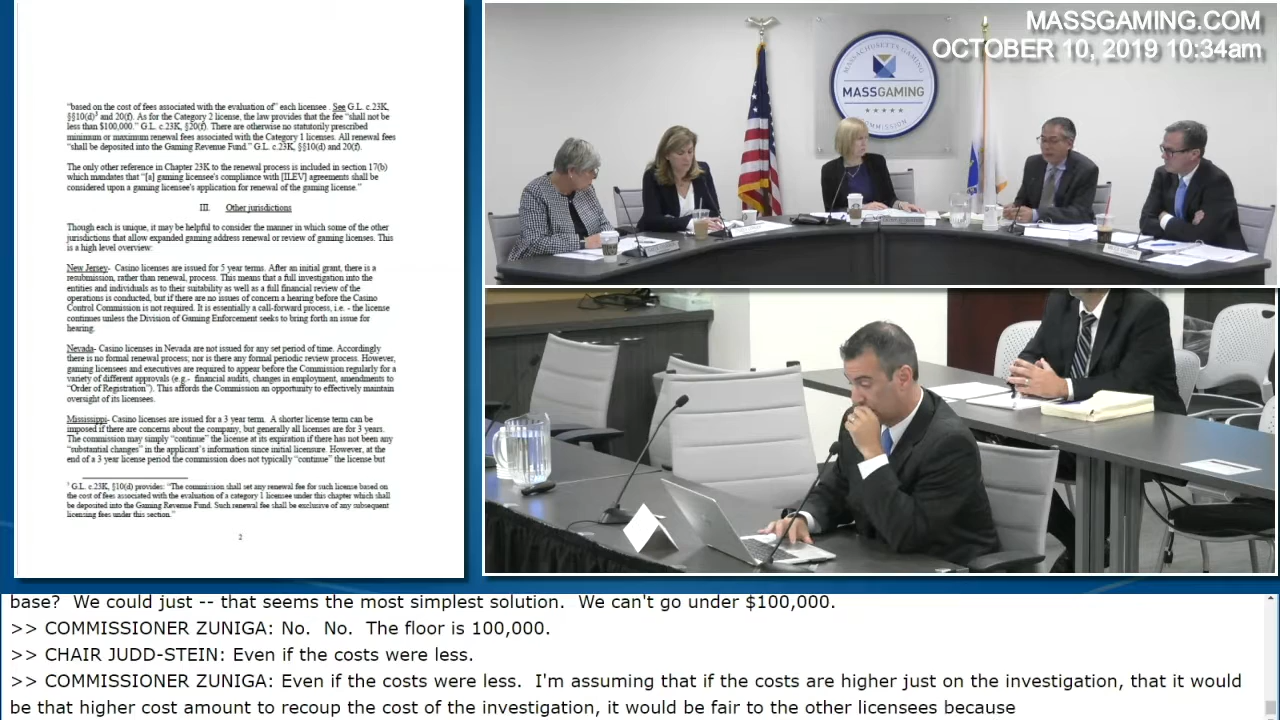 "based on the cost of fees associated with the evaluation of" each licensee . See G.L. c.23K,
§§10(d)³ and 20(f). As for the Category 2 license, the law provides that the fee "shall not be
less than $100,000." G.L. c.23K, §20(f). There are otherwise no statutorily prescribed
minimum or maximum renewal fees associated with the Category 1 licenses. All renewal fees
"shall be deposited into the Gaming Revenue Fund." G.L. c.23K, §§10(d) and 20(f).
The only other reference in Chapter 23K to the renewal process is included in section 17(b)
which mandates that "[a] gaming licensee's compliance with [ILEV] agreements shall be
considered upon a gaming licensee's application for renewal of the gaming license."
III. Other jurisdictions
Though each is unique, it may be helpful to consider the manner in which some of the other
jurisdictions that allow expanded gaming address renewal or review of gaming licenses. This
is a high level overview:
New Jersey- Casino licenses are issued for 5 year terms. After an initial grant, there is a
resubmission, rather than renewal, process. This means that a full investigation into the
entities and individuals as to their suitability as well as a full financial review of the
operations is conducted, but if there are no issues of concern a hearing before the Casino
Control Commission is not required. It is essentially a call-forward process, i.e. - the license
continues unless the Division of Gaming Enforcement seeks to bring forth an issue for
hearing.
Nevada- Casino licenses in Nevada are not issued for any set period of time. Accordingly
there is no formal renewal process; nor is there any formal periodic review process. However,
gaming licensees and executives are required to appear before the Commission regularly for a
variety of different approvals (e.g.- financial audits, changes in employment, amendments to
"Order of Registration"). This affords the Commission an opportunity to effectively maintain
oversight of its licensees.
Mississippi- Casino licenses are issued for a 3 year term. A shorter license term can be
imposed if there are concerns about the company, but generally all licenses are for 3 years.
The commission may simply "continue" the license at its expiration if there has not been any
"substantial changes" in the applicant's information since initial licensure. However, at the
end of a 3 year license period the commission does not typically "continue" the license but
³ G.L. c.23K, §10(d) provides: "The commission shall set any renewal fee for such license based on
the cost of fees associated with the evaluation of a category 1 licensee under this chapter which shall
be deposited into the Gaming Revenue Fund. Such renewal fee shall be exclusive of any subsequent
licensing fees under this section."
2
MASSGAMING.COM
OCTOBER 10, 2019 10:34am
MASSACHUSETTS GAMING
MASSGAMING
COMMISSION
base? We could just -- that seems the most simplest solution. We can't go under $100,000.
>> COMMISSIONER ZUNIGA: No. No. The floor is 100,000.
>> CHAIR JUDD-STEIN: Even if the costs were less.
>> COMMISSIONER ZUNIGA: Even if the costs were less. I'm assuming that if the costs are higher just on the investigation, that it would
be that higher cost amount to recoup the cost of the investigation, it would be fair to the other licensees because